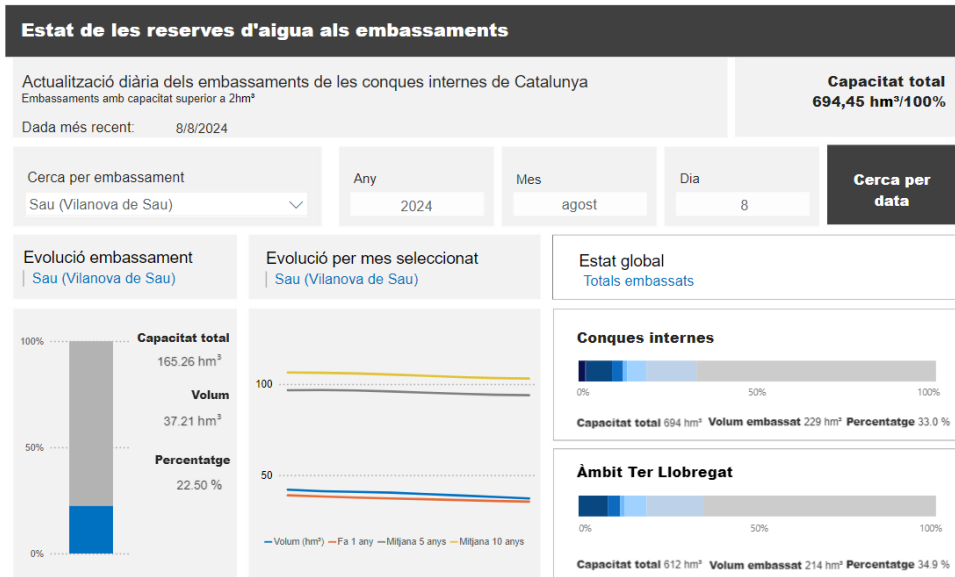 Estat de les reserves d'aigua als embassaments
Actualització diària dels embassaments de les conques internes de Catalunya
Embassaments amb capacitat superior a 2hm³
Dada més recent: 8/8/2024
Capacitat total
694,45 hm³/100%
Cerca per embassament
Sau (Vilanova de Sau)
Any
2024
Mes
agost
Dia
8
Cerca per
data
Evolució embassament
Sau (Vilanova de Sau)
Evolució per mes seleccionat
Sau (Vilanova de Sau)
Estat global
Totals embassats
100%
50%
0%
Capacitat total
165.26 hm³
Volum
37.21 hm³
Percentatge
22.50 %
100
50
Volum (hm³) Fa 1 any Mitjana 5 anys Mitjana 10 anys
Conques internes
0% 50% 100%
Capacitat total 694 hm³ Volum embassat 229 hm³ Percentatge 33.0 %
Àmbit Ter Llobregat
0% 50% 100%
Capacitat total 612 hm³ Volum embassat 214 hm³ Percentatge 34.9 %